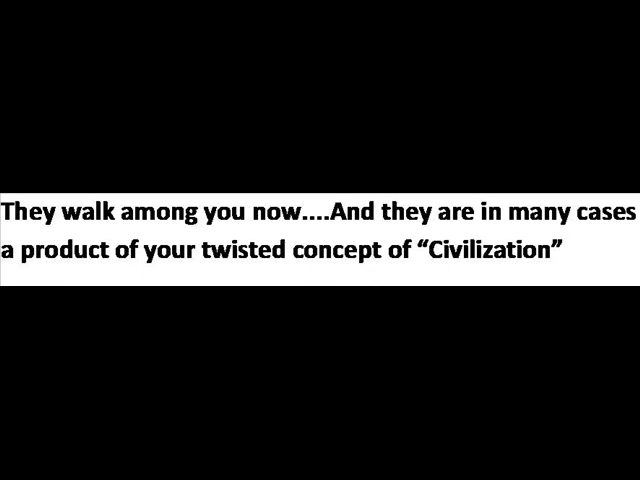 They walk among you now....And they are in many cases
a product of your twisted concept of “Civilization”